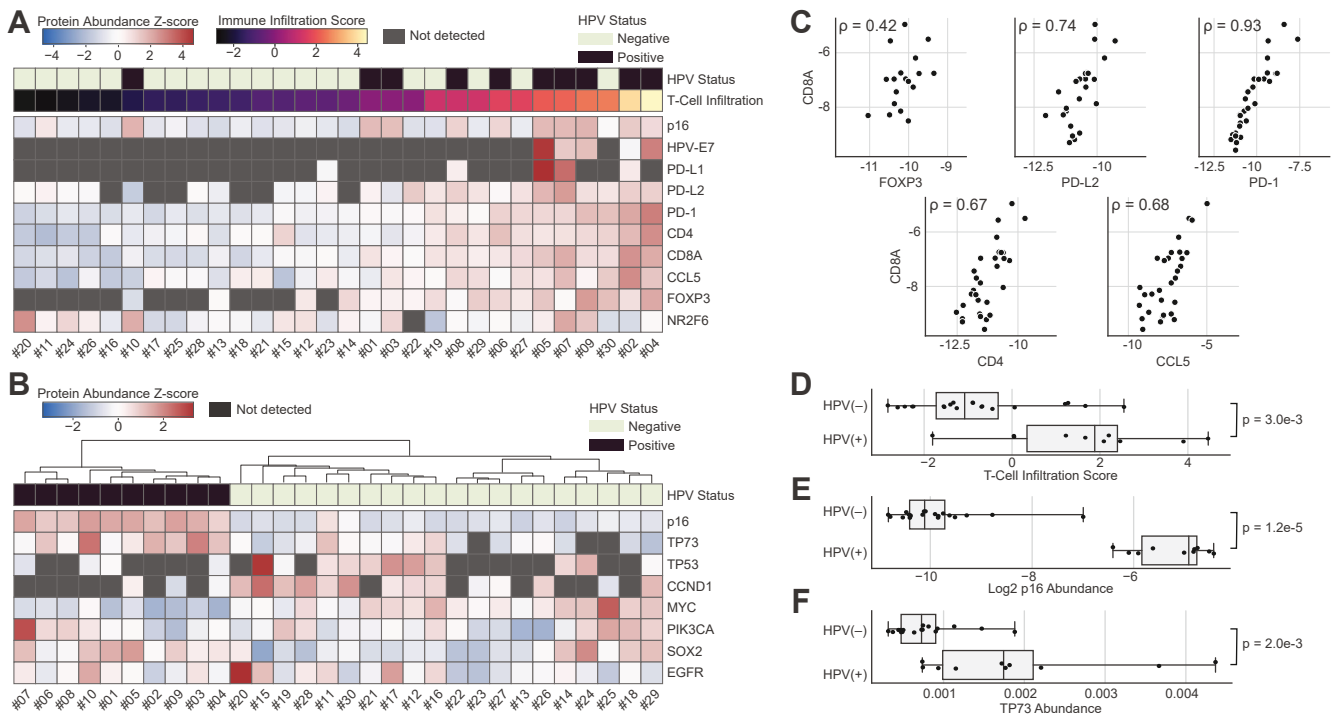 A
Protein Abundance Z-score
−4 −2 0 2 4
Immune Infiltration Score
−2 0 2 4
Not detected
HPV Status
Negative
Positive
HPV Status
T-Cell Infiltration
p16
HPV-E7
PD-L1
PD-L2
PD-1
CD4
CD8A
CCL5
FOXP3
NR2F6
#20 #11 #24 #26 #16 #10 #17 #25 #28 #13 #18 #21 #15 #12 #23 #14 #01 #03 #22 #19 #08 #29 #06 #27 #05 #07 #09 #30 #02 #04
B
Protein Abundance Z-score
−2 0 2
Not detected
HPV Status
Negative
Positive
HPV Status
p16
TP73
TP53
CCND1
MYC
PIK3CA
SOX2
EGFR
#07 #06 #08 #10 #01 #05 #02 #09 #03 #04 #20 #15 #19 #28 #11 #30 #21 #17 #12 #16 #22 #23 #27 #13 #26 #14 #24 #25 #18 #29
C
ρ = 0.42
CD8A
-6
-8
-11 -10 -9
FOXP3
ρ = 0.74
-12.5 -10
PD-L2
ρ = 0.93
-10 -7.5
PD-1
ρ = 0.67
CD8A
-6
-8
-12.5 -10
CD4
ρ = 0.68
-10 -5
CCL5
D
HPV(−)
HPV(+)
p = 3.0e-3
−2 0 2 4
T-Cell Infiltration Score
E
HPV(−)
HPV(+)
p = 1.2e-5
−10 −8 −6
Log2 p16 Abundance
F
HPV(−)
HPV(+)
p = 2.0e-3
0.001 0.002 0.003 0.004
TP73 Abundance